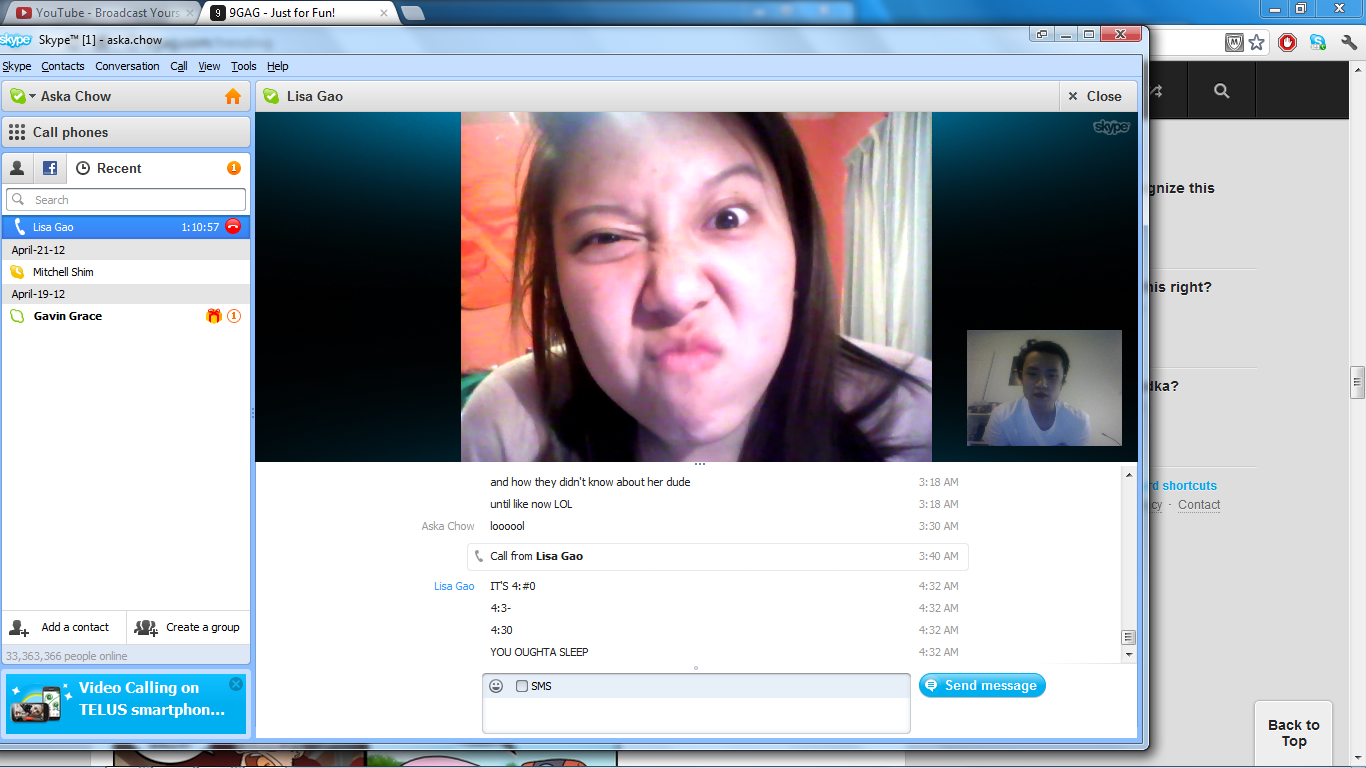 YouTube - Broadcast Yours
9GAG - Just for Fun!
Skype™ [1] - aska.chow
Skype Contacts Conversation Call View Tools Help
Aska Chow
Lisa Gao
Close
Call phones
Recent
1
Search
Lisa Gao 1:10:57
April-21-12
Mitchell Shim
April-19-12
Gavin Grace 1
Add a contact
Create a group
33,363,366 people online
Video Calling on
TELUS smartphon...
skype
and how they didn't know about her dude 3:18 AM
until like now LOL 3:18 AM
Aska Chow loooool 3:30 AM
Call from Lisa Gao 3:40 AM
Lisa Gao IT'S 4:#0 4:32 AM
4:3- 4:32 AM
4:30 4:32 AM
YOU OUGHTA SLEEP 4:32 AM
SMS
Send message
gnize this
his right?
dka?
rd shortcuts
cy · Contact
Back to
Top